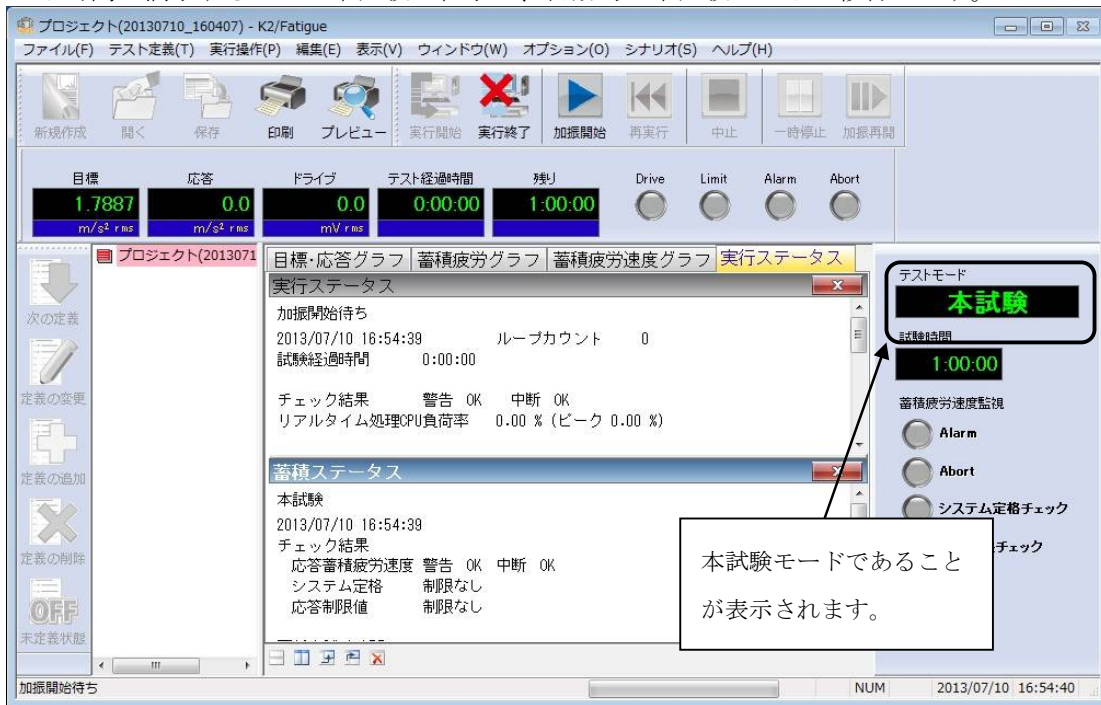 プロジェクト(20130710_160407) - K2/Fatigue
ファイル(F) テスト定義(T) 実行操作(P) 編集(E) 表示(V) ウィンドウ(W) オプション(O) シナリオ(S) ヘルプ(H)
新規作成 開く 保存 印刷 プレビュー 実行開始 実行終了 加振開始 再実行 中止 一時停止 加振再開
目標 応答 ドライブ テスト経過時間 残り Drive Limit Alarm Abort
1.7887 0.0 0.0 0:00:00 1:00:00
m/s² rms m/s² rms mV rms
プロジェクト(2013071
目標・応答グラフ 蓄積疲労グラフ 蓄積疲労速度グラフ 実行ステータス
次の定義
定義の変更
定義の追加
定義の削除
OFF
未定義状態
実行ステータス
加振開始待ち
2013/07/10 16:54:39 ループカウント 0
試験経過時間 0:00:00
チェック結果 警告 OK 中断 OK
リアルタイム処理CPU負荷率 0.00 % (ピーク 0.00 %)
蓄積ステータス
本試験
2013/07/10 16:54:39
チェック結果
応答蓄積疲労速度 警告 OK 中断 OK
システム定格 制限なし
応答制限値 制限なし
テストモード
本試験
試験時間
1:00:00
蓄積疲労速度監視
Alarm
Abort
システム定格チェック
チェック
本試験モードであること
が表示されます。
加振開始待ち NUM 2013/07/10 16:54:40